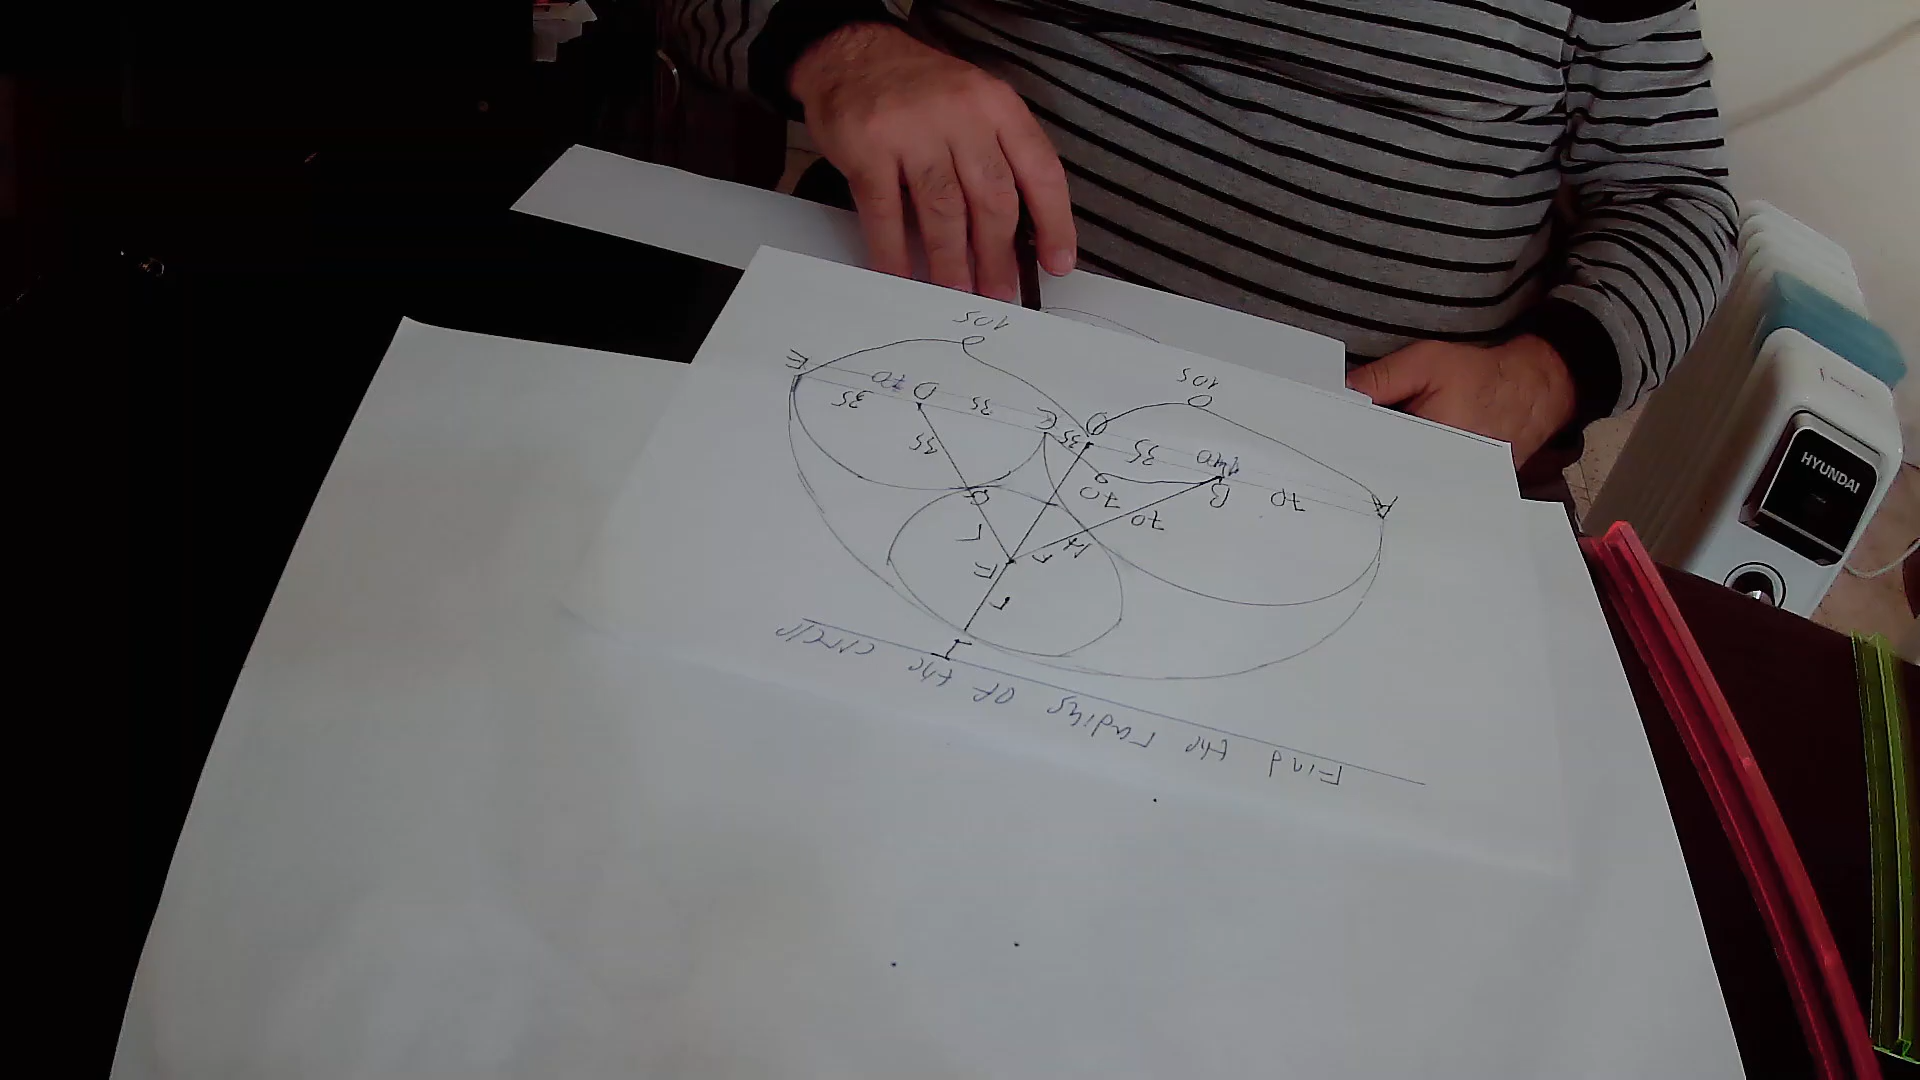 Find the radius of the circle
I
r
F
r
r
H
G
70
A
70
B
70
140
35
O
35
C
35
35
D
70
35
E
105
105
HYUNDAI